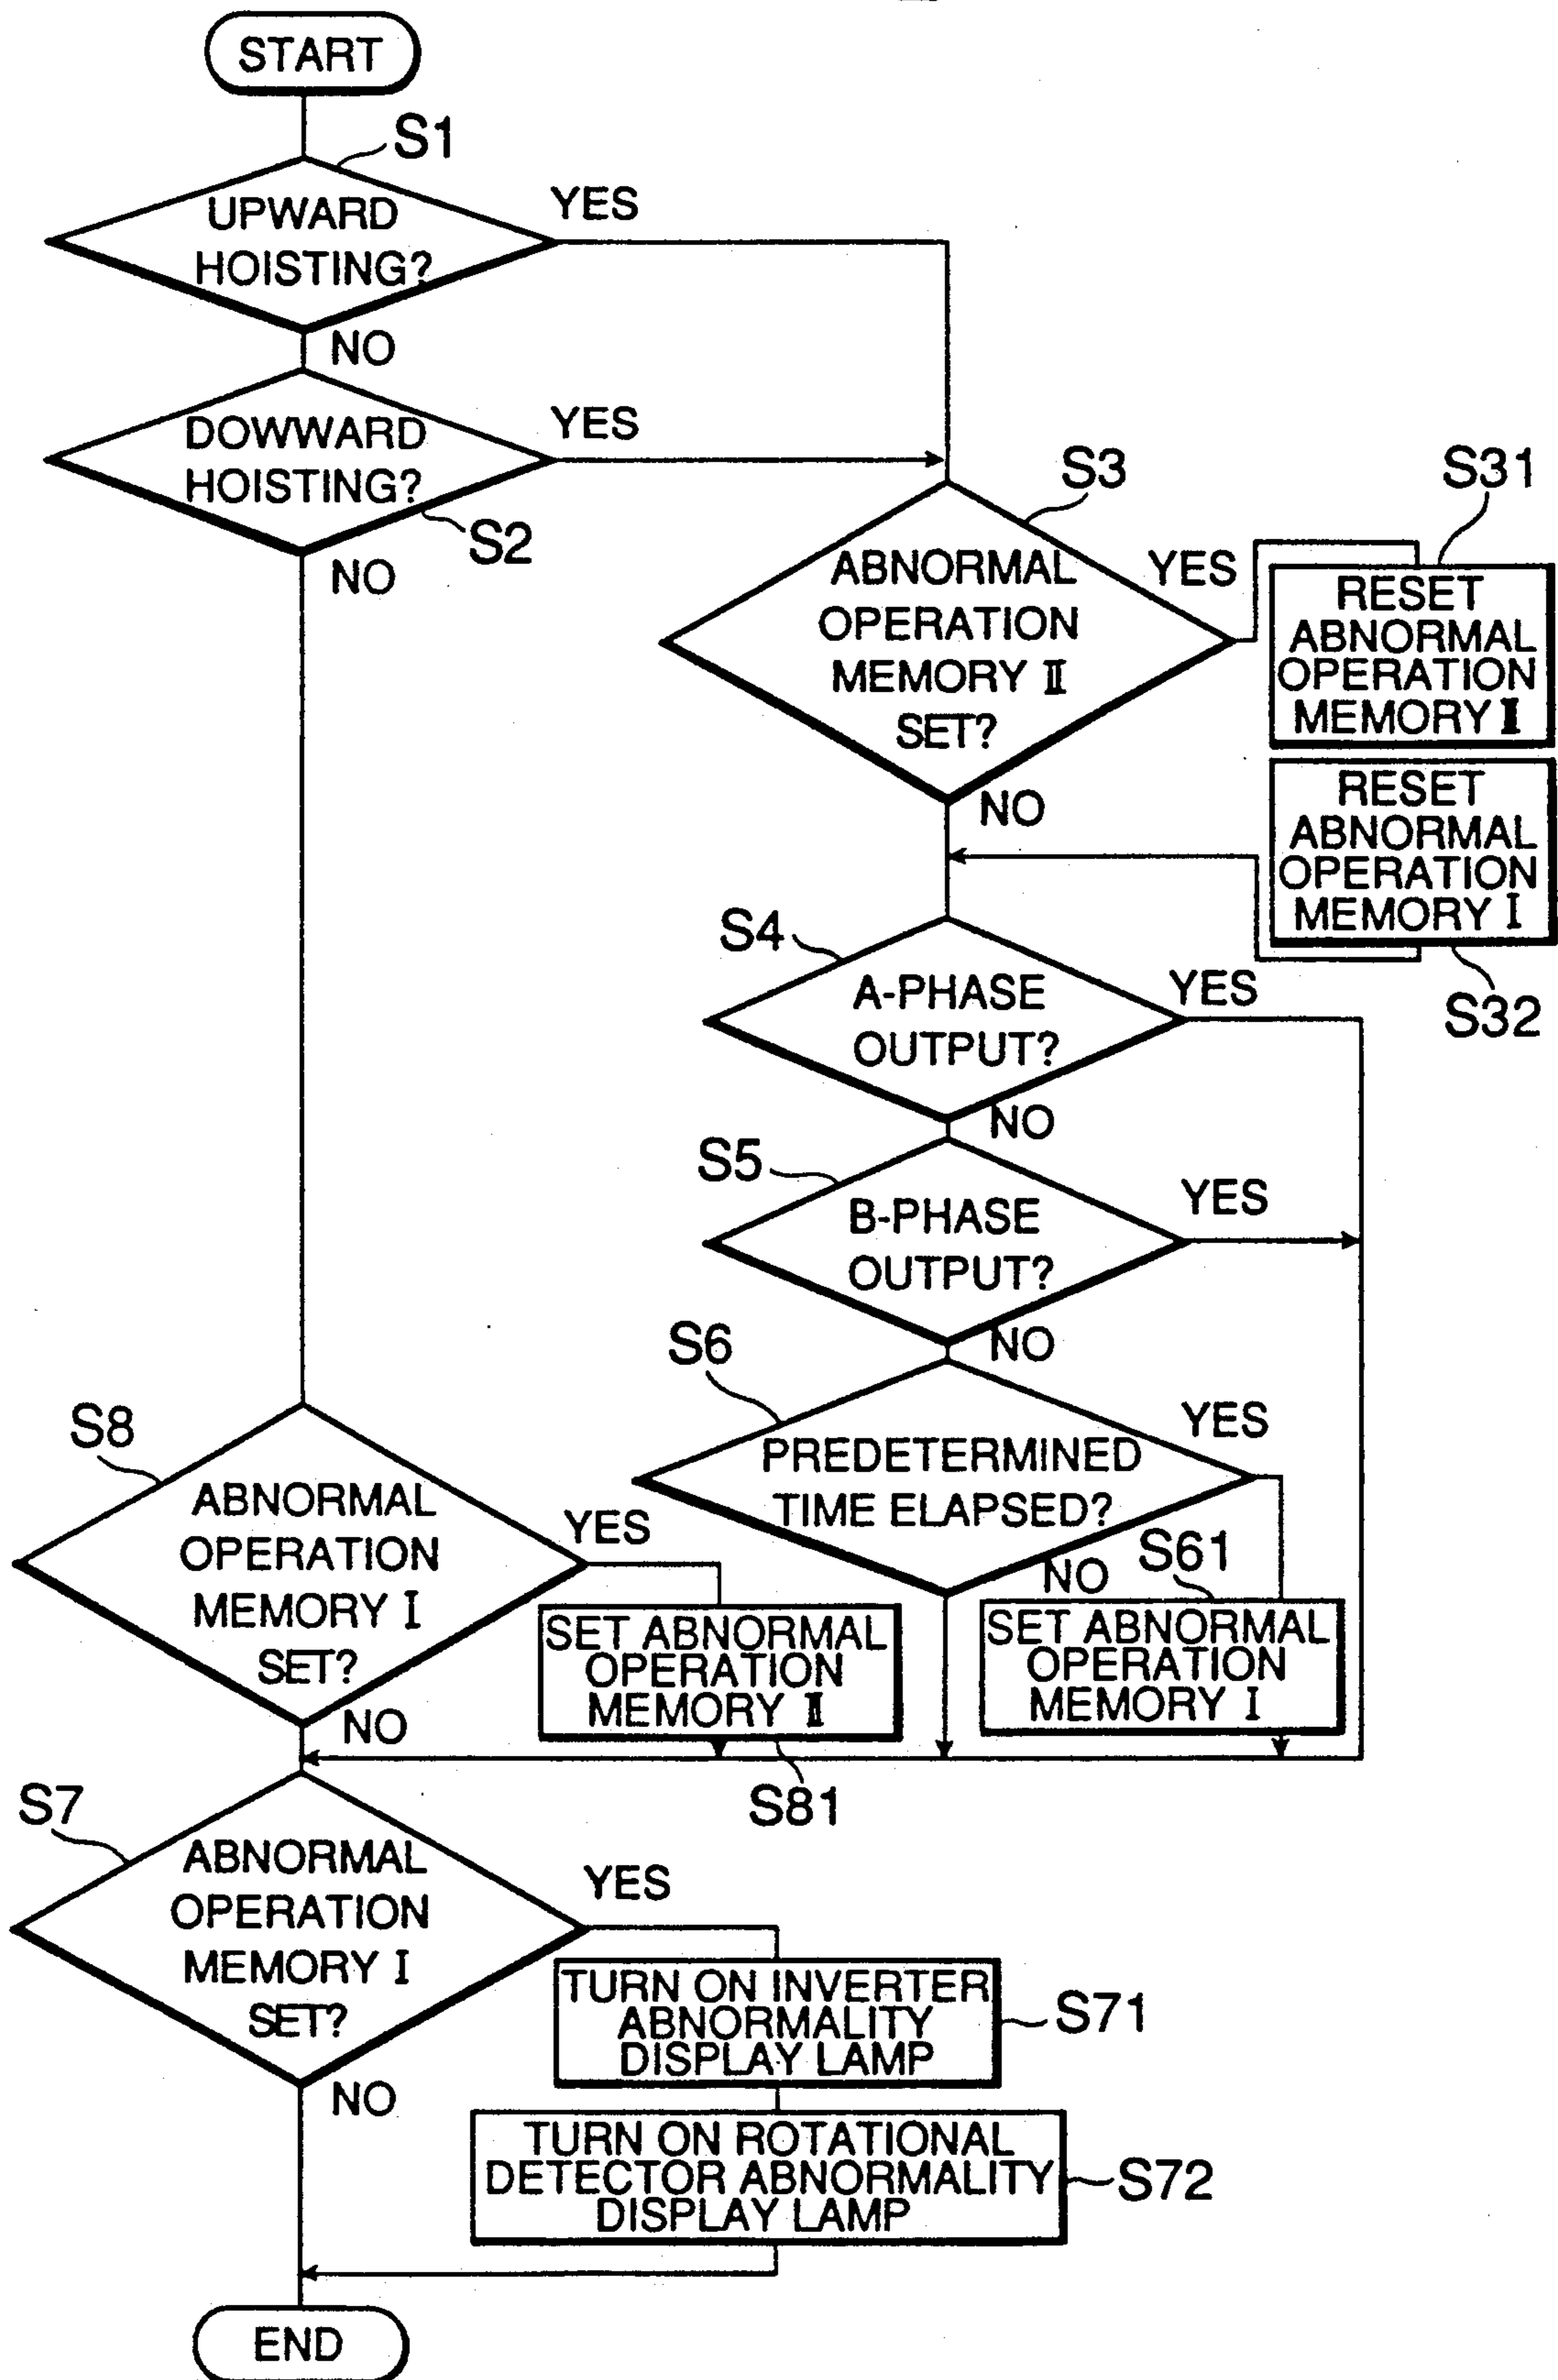 START
S1
UPWARD
HOISTING?
YES
NO
DOWWARD
HOISTING?
YES
S2
NO
S3
ABNORMAL
OPERATION
MEMORY II
SET?
YES
NO
S31
RESET
ABNORMAL
OPERATION
MEMORY II
RESET
ABNORMAL
OPERATION
MEMORY I
S32
S4
A-PHASE
OUTPUT?
YES
NO
S5
B-PHASE
OUTPUT?
YES
NO
S6
PREDETERMINED
TIME ELAPSED?
YES
NO
S61
SET ABNORMAL
OPERATION
MEMORY I
S8
ABNORMAL
OPERATION
MEMORY I
SET?
YES
NO
SET ABNORMAL
OPERATION
MEMORY II
S81
S7
ABNORMAL
OPERATION
MEMORY I
SET?
YES
NO
TURN ON INVERTER
ABNORMALITY
DISPLAY LAMP
S71
TURN ON ROTATIONAL
DETECTOR ABNORMALITY
DISPLAY LAMP
S72
END